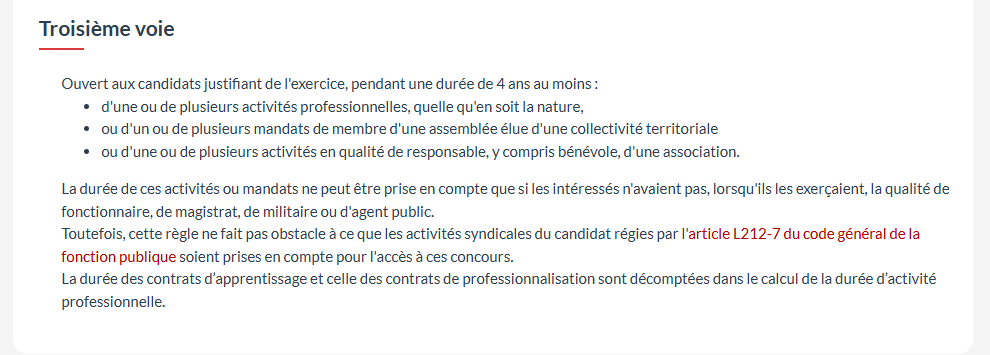 Troisième voie
Ouvert aux candidats justifiant de l'exercice, pendant une durée de 4 ans au moins :
• d'une ou de plusieurs activités professionnelles, quelle qu'en soit la nature,
• ou d'un ou de plusieurs mandats de membre d'une assemblée élue d'une collectivité territoriale
• ou d'une ou de plusieurs activités en qualité de responsable, y compris bénévole, d'une association.
La durée de ces activités ou mandats ne peut être prise en compte que si les intéressés n'avaient pas, lorsqu'ils les exerçaient, la qualité de
fonctionnaire, de magistrat, de militaire ou d'agent public.
Toutefois, cette règle ne fait pas obstacle à ce que les activités syndicales du candidat régies par l'article L212-7 du code général de la
fonction publique soient prises en compte pour l'accès à ces concours.
La durée des contrats d’apprentissage et celle des contrats de professionnalisation sont décomptées dans le calcul de la durée d’activité
professionnelle.